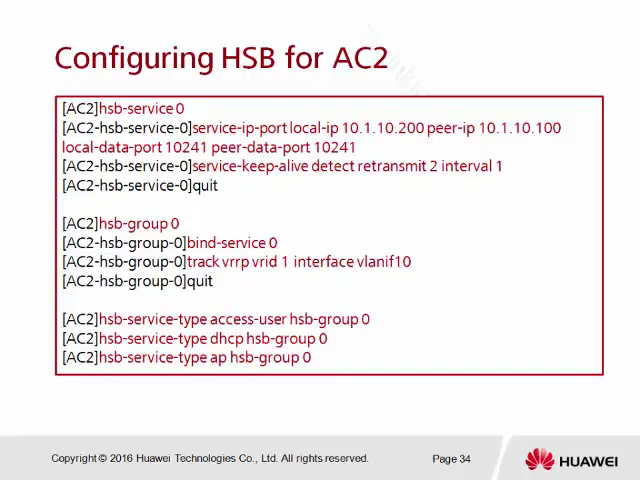 Configuring HSB for AC2
[AC2]hsb-service 0
[AC2-hsb-service-0]service-ip-port local-ip 10.1.10.200 peer-ip 10.1.10.100
local-data-port 10241 peer-data-port 10241
[AC2-hsb-service-0]service-keep-alive detect retransmit 2 interval 1
[AC2-hsb-service-0]quit
[AC2]hsb-group 0
[AC2-hsb-group-0]bind-service 0
[AC2-hsb-group-0]track vrrp vrid 1 interface vlanif10
[AC2-hsb-group-0]quit
[AC2]hsb-service-type access-user hsb-group 0
[AC2]hsb-service-type dhcp hsb-group 0
[AC2]hsb-service-type ap hsb-group 0
Copyright © 2016 Huawei Technologies Co., Ltd. All rights reserved.
Page 34
HUAWEI